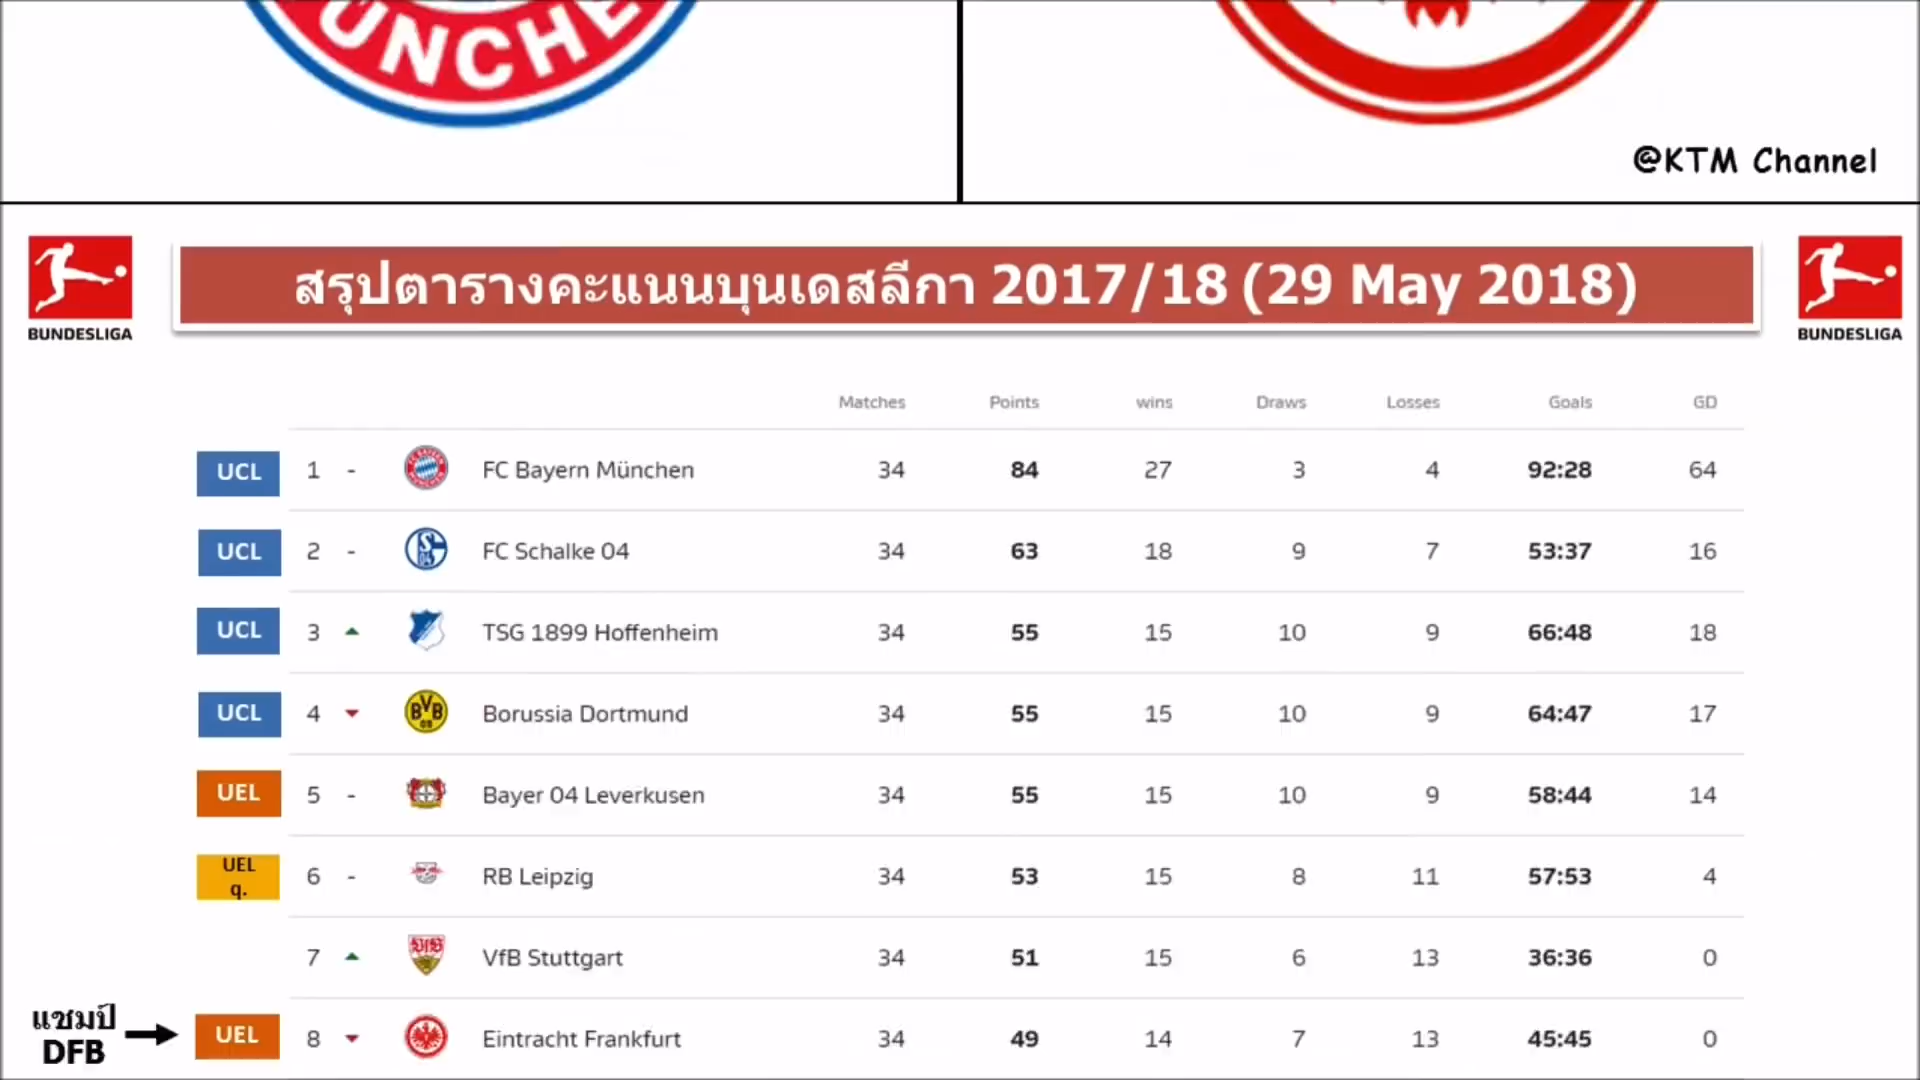 MÜNCHE
@KTM Channel
BUNDESLIGA
สรุปตารางคะแนนบุนเดสลีกา 2017/18 (29 May 2018)
BUNDESLIGA
Matches Points wins Draws Losses Goals GD
UCL 1 - FC Bayern München 34 84 27 3 4 92:28 64
UCL 2 - FC Schalke 04 34 63 18 9 7 53:37 16
UCL 3 TSG 1899 Hoffenheim 34 55 15 10 9 66:48 18
UCL 4 BVB 09 Borussia Dortmund 34 55 15 10 9 64:47 17
UEL 5 - Bayer 04 Leverkusen 34 55 15 10 9 58:44 14
UEL q. 6 - RB Leipzig 34 53 15 8 11 57:53 4
7 VfB Stuttgart 34 51 15 6 13 36:36 0
แชมป์
DFB
UEL 8 Eintracht Frankfurt 34 49 14 7 13 45:45 0